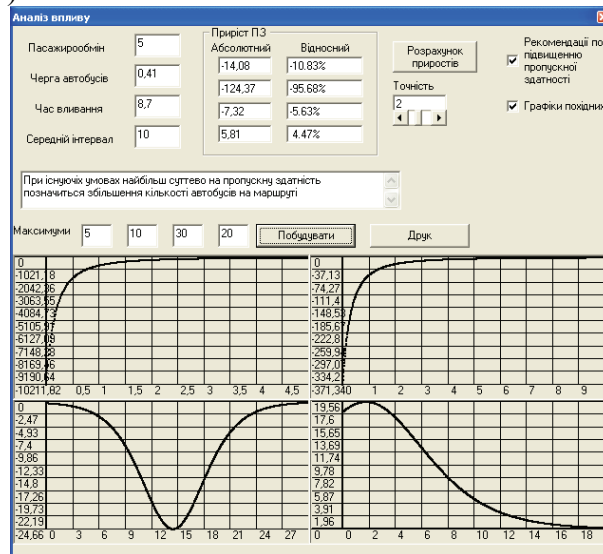 Аналіз впливу
Пасажирообмін 5
Черга автобусів 0,41
Час вливання 8,7
Середній інтервал 10
Приріст ПЗ
Абсолютний Відносний
-14,08 -10.83%
-124,37 -95.68%
-7,32 -5.63%
5,81 4.47%
Розрахунок
приростів
Точність
2
Рекомендації по
підвищенню
пропускної
здатності
Графіки похідних
При існуючіх умовах найбільш суттєво на пропускну здатність
позначиться збільшення кількості автобусів на маршруті
Максимуми 5 10 30 20 Побудувати Друк
0
-1021,18
-2042,36
-3063,55
-4084,73
-5105,91
-6127,09
-7148,28
-8169,46
-9190,64
-10211,82 0,5 1 1,5 2 2,5 3 3,5 4 4,5
0
-37,13
-74,27
-111,4
-148,53
-185,67
-222,8
-259,94
-297,0
-334,2
-371,34 0 1 2 3 4 5 6 7 8 9
0
-2,47
-4,93
-7,4
-9,86
-12,33
-14,8
-17,26
-19,73
-22,19
-24,66 0 3 6 9 12 15 18 21 24 27
19,56
17,6
15,65
13,69
11,74
9,78
7,82
5,87
3,91
1,96
0 0 2 4 6 8 10 12 14 16 18